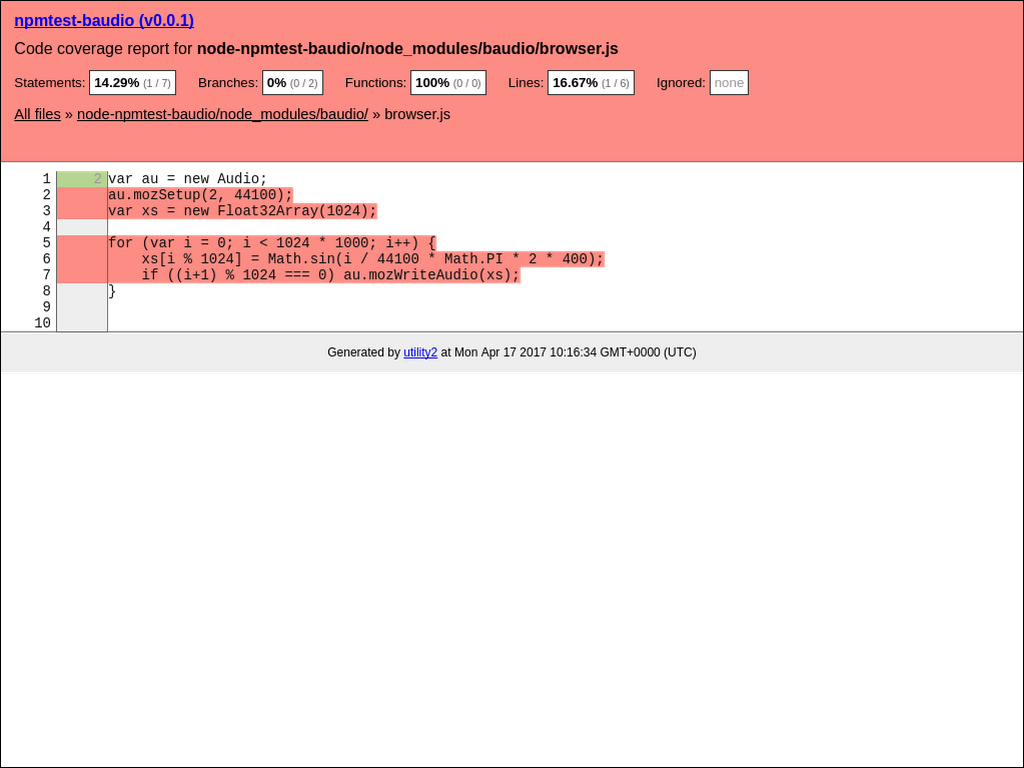 npmtest-baudio (v0.0.1)
Code coverage report for node-npmtest-baudio/node_modules/baudio/browser.js
Statements: 14.29% (1 / 7) Branches: 0% (0 / 2) Functions: 100% (0 / 0) Lines: 16.67% (1 / 6) Ignored: none
All files » node-npmtest-baudio/node_modules/baudio/ » browser.js
1 2 var au = new Audio;
2 au.mozSetup(2, 44100);
3 var xs = new Float32Array(1024);
4
5 for (var i = 0; i < 1024 * 1000; i++) {
6     xs[i % 1024] = Math.sin(i / 44100 * Math.PI * 2 * 400);
7     if ((i+1) % 1024 === 0) au.mozWriteAudio(xs);
8 }
9
10
Generated by utility2 at Mon Apr 17 2017 10:16:34 GMT+0000 (UTC)